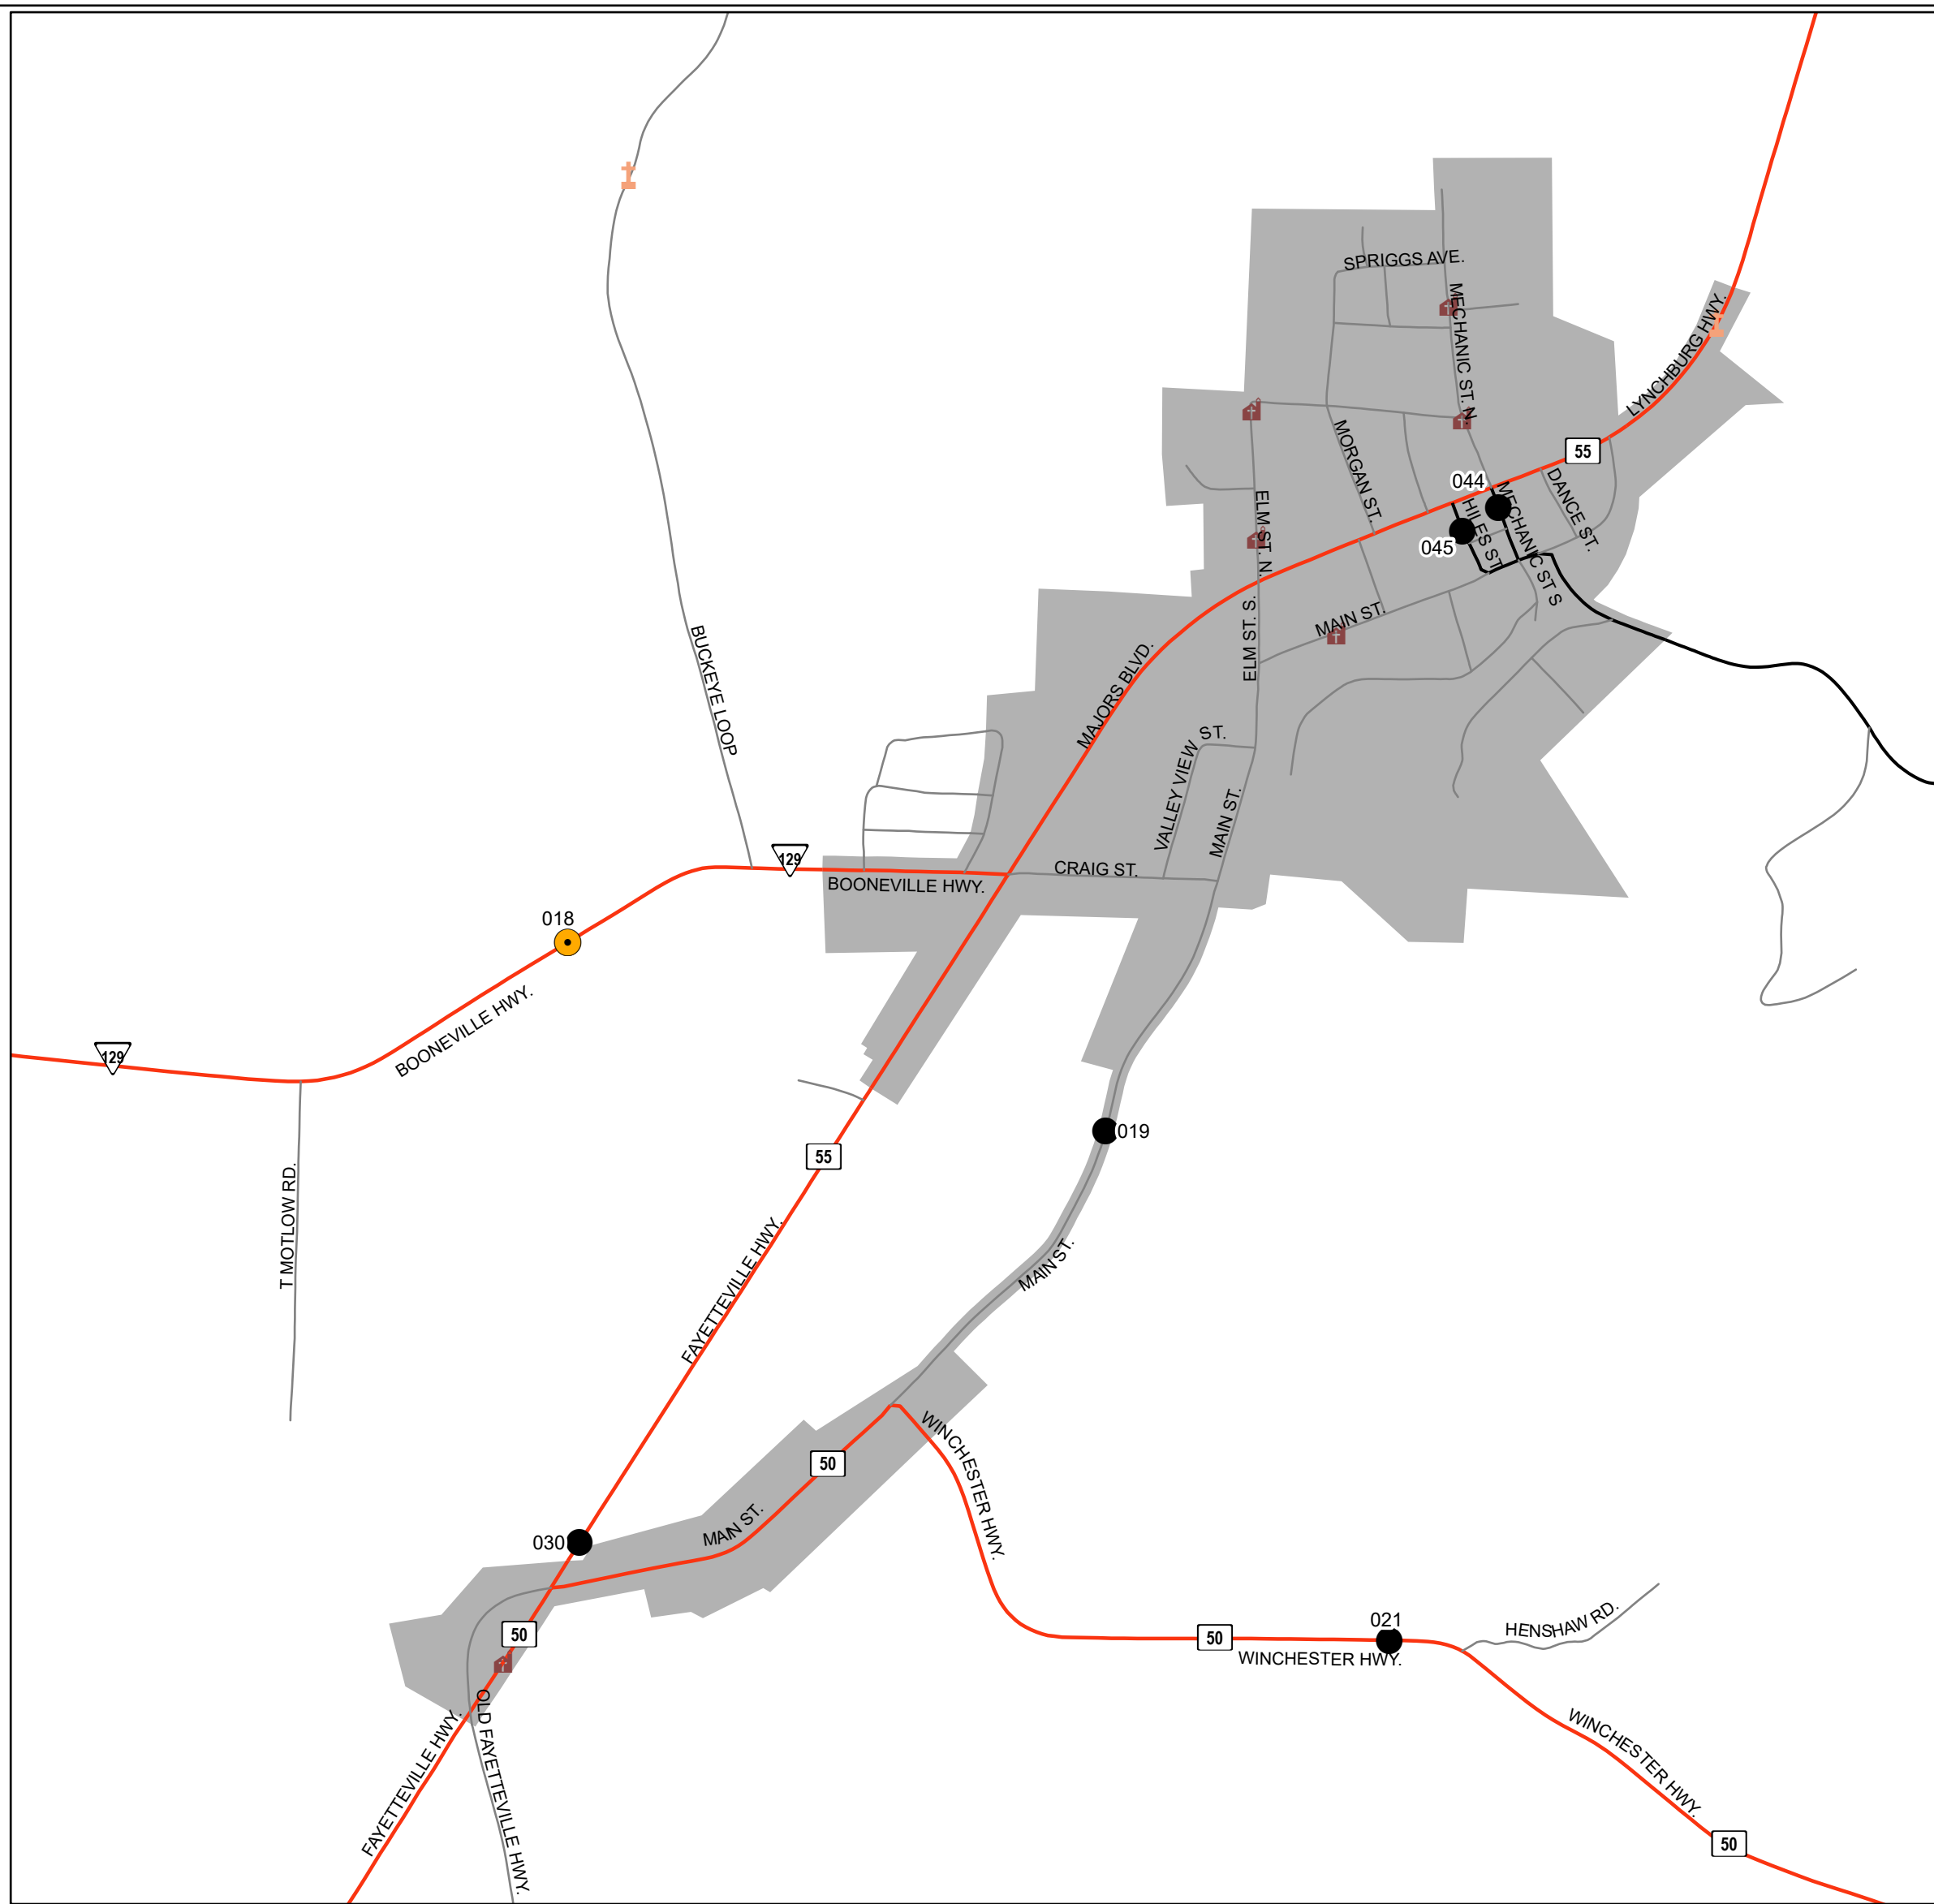 SPRIGGS AVE.
MECHANIC ST. N.
LYNCHBURG HWY.
55
044
MORGAN ST.
HILES ST
MECHANIC ST S
DANCE ST.
045
ELM ST. N.
ELM ST. S.
MAIN ST.
MAJORS BLVD.
BUCKEYE LOOP
VALLEY VIEW ST.
MAIN ST.
129
CRAIG ST.
BOONEVILLE HWY.
018
BOONEVILLE HWY.
129
019
55
T MOTLOW RD.
FAYETTEVILLE HWY.
MAIN ST.
WINCHESTER HWY.
50
MAIN ST.
030
50
021
HENSHAW RD.
50
WINCHESTER HWY.
OLD FAYETTEVILLE HWY.
FAYETTEVILLE HWY.
WINCHESTER HWY.
50